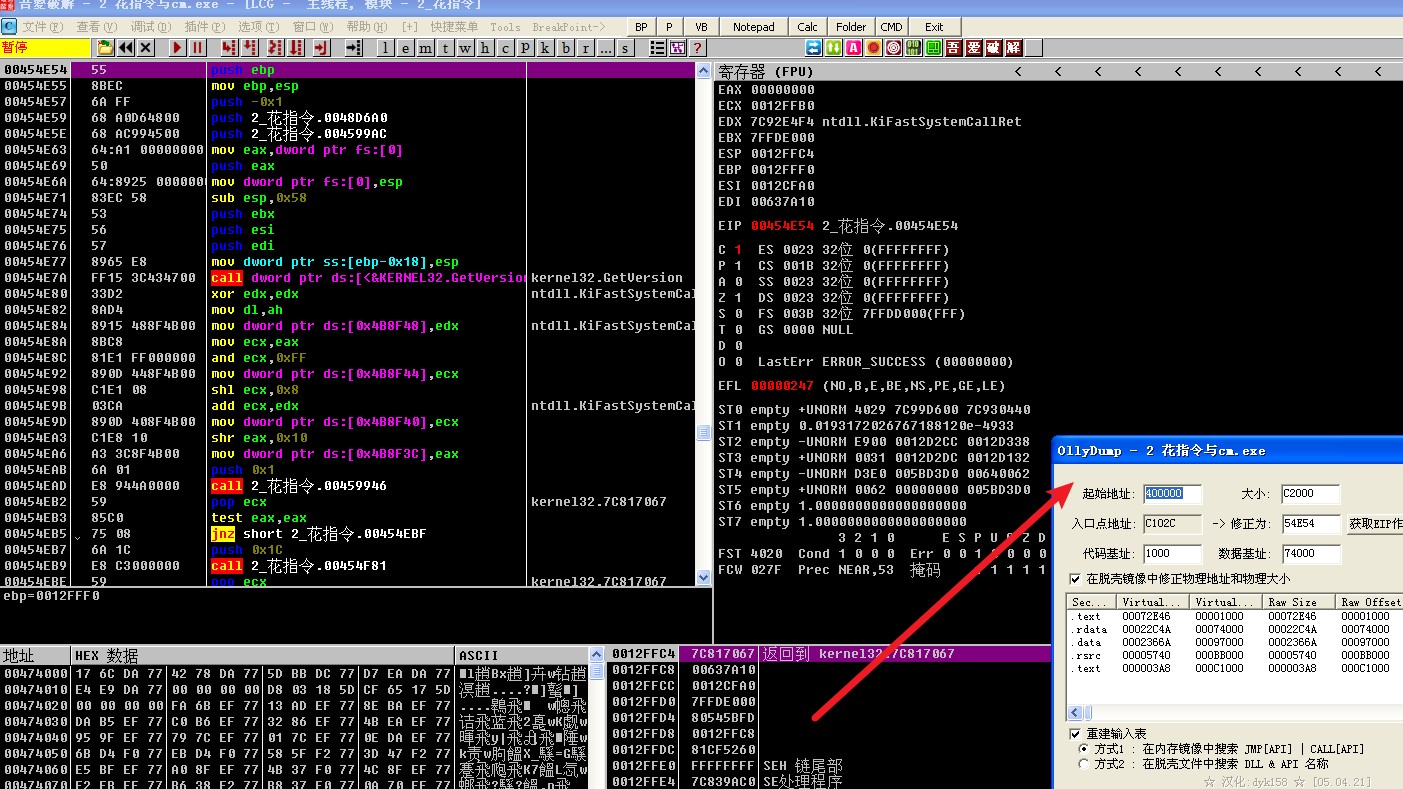 吾爱破解 - 2 花指令与cm.exe - [LCG - 主线程, 模块 - 2_花指令]
文件(F) 查看(V) 调试(D) 插件(P) 选项(T) 窗口(W) 帮助(H) [+] 快捷菜单 Tools BreakPoint-> BP P VB Notepad Calc Folder CMD Exit
暂停 l e m t w h c p k b r ... s ? 吾 爱 破 解
00454E54 55 push ebp
00454E55 8BEC mov ebp,esp
00454E57 6A FF push -0x1
00454E59 68 A0D64800 push 2_花指令.0048D6A0
00454E5E 68 AC994500 push 2_花指令.004599AC
00454E63 64:A1 00000000 mov eax,dword ptr fs:[0]
00454E69 50 push eax
00454E6A 64:8925 0000000 mov dword ptr fs:[0],esp
00454E71 83EC 58 sub esp,0x58
00454E74 53 push ebx
00454E75 56 push esi
00454E76 57 push edi
00454E77 8965 E8 mov dword ptr ss:[ebp-0x18],esp
00454E7A FF15 3C434700 call dword ptr ds:[<&KERNEL32.GetVersion kernel32.GetVersion
00454E80 33D2 xor edx,edx ntdll.KiFastSystemCal
00454E82 8AD4 mov dl,ah
00454E84 8915 488F4B00 mov dword ptr ds:[0x4B8F48],edx ntdll.KiFastSystemCal
00454E8A 8BC8 mov ecx,eax
00454E8C 81E1 FF000000 and ecx,0xFF
00454E92 890D 448F4B00 mov dword ptr ds:[0x4B8F44],ecx
00454E98 C1E1 08 shl ecx,0x8
00454E9B 03CA add ecx,edx ntdll.KiFastSystemCal
00454E9D 890D 408F4B00 mov dword ptr ds:[0x4B8F40],ecx
00454EA3 C1E8 10 shr eax,0x10
00454EA6 A3 3C8F4B00 mov dword ptr ds:[0x4B8F3C],eax
00454EAB 6A 01 push 0x1
00454EAD E8 944A0000 call 2_花指令.00459946
00454EB2 59 pop ecx kernel32.7C817067
00454EB3 85C0 test eax,eax
00454EB5 75 08 jnz short 2_花指令.00454EBF
00454EB7 6A 1C push 0x1C
00454EB9 E8 C3000000 call 2_花指令.00454F81
00454EBE 59 pop ecx kernel32.7C817067
ebp=0012FFF0
寄存器 (FPU) < < < < < < < < < <
EAX 00000000
ECX 0012FFB0
EDX 7C92E4F4 ntdll.KiFastSystemCallRet
EBX 7FFDE000
ESP 0012FFC4
EBP 0012FFF0
ESI 0012CFA0
EDI 00637A10
EIP 00454E54 2_花指令.00454E54
C 1 ES 0023 32位 0(FFFFFFFF)
P 1 CS 001B 32位 0(FFFFFFFF)
A 0 SS 0023 32位 0(FFFFFFFF)
Z 1 DS 0023 32位 0(FFFFFFFF)
S 0 FS 003B 32位 7FFDD000(FFF)
T 0 GS 0000 NULL
D 0
O 0 LastErr ERROR_SUCCESS (00000000)
EFL 00000247 (NO,B,E,BE,NS,PE,GE,LE)
ST0 empty +UNORM 4029 7C99D600 7C930440
ST1 empty 0.0193172026767188120e-4933
ST2 empty -UNORM E900 0012D2CC 0012D338
ST3 empty +UNORM 0031 0012D2CC 0012D132
ST4 empty -UNORM D3E0 005BD3D0 00640062
ST5 empty +UNORM 0062 00000000 005BD3D0
ST6 empty 1.0000000000000000000
ST7 empty 1.0000000000000000000
3 2 1 0 E S P U O Z D
FST 4020 Cond 1 0 0 0 Err 0 0 1 0 0 0 0
FCW 027F Prec NEAR,53 掩码 1 1 1 1
OllyDump - 2 花指令与cm.exe
起始地址: 400000 大小: C2000
入口点地址: C102C -> 修正为: 54E54 获取EIP作
代码基址: 1000 数据基址: 74000
在脱壳镜像中修正物理地址和物理大小
Sec... Virtual... Virtual... Raw Size Raw Offset
.text 00072E46 00001000 00072E46 00001000
.rdata 00022C4A 00074000 00022C4A 00074000
.data 0002366A 00097000 0002366A 00097000
.rsrc 00005740 000BB000 00005740 000BB000
.text 000003A8 000C1000 000003A8 000C1000
重建输入表
方式1 : 在内存镜像中搜索 JMP[API] | CALL[API]
方式2 : 在脱壳文件中搜索 DLL & API 名称
☆ 汉化:dyk158 ☆ [05.04.21]
地址 HEX 数据 ASCII
00474000 17 6C DA 77 42 78 DA 77 5D BB DC 77 D7 EA DA 77
00474010 E4 E9 DA 77 00 00 00 00 D8 03 18 5D CF 65 17 5D
00474020 00 00 00 00 FA 6B EF 77 13 AD EF 77 8E BA EF 77
00474030 DA B5 EF 77 C0 B6 EF 77 32 86 EF 77 4B EA EF 77
00474040 95 9F EF 77 79 7C EF 77 01 7C EF 77 0E DA EF 77
00474050 6B D4 F0 77 EB D4 F0 77 58 5F F2 77 3D 47 F2 77
00474060 E5 BF EF 77 A0 8F EF 77 4B 37 F0 77 4C 8F EF 77
0012FFC4 7C817067 返回到 kernel32.7C817067
0012FFC8 00637A10
0012FFCC 0012CFA0
0012FFD0 7FFDE000
0012FFD4 80545BFD
0012FFD8 0012FFC8
0012FFDC 81CF5260
0012FFE0 FFFFFFFF SEH 链尾部
0012FFE4 7C839AC0 SE处理程序